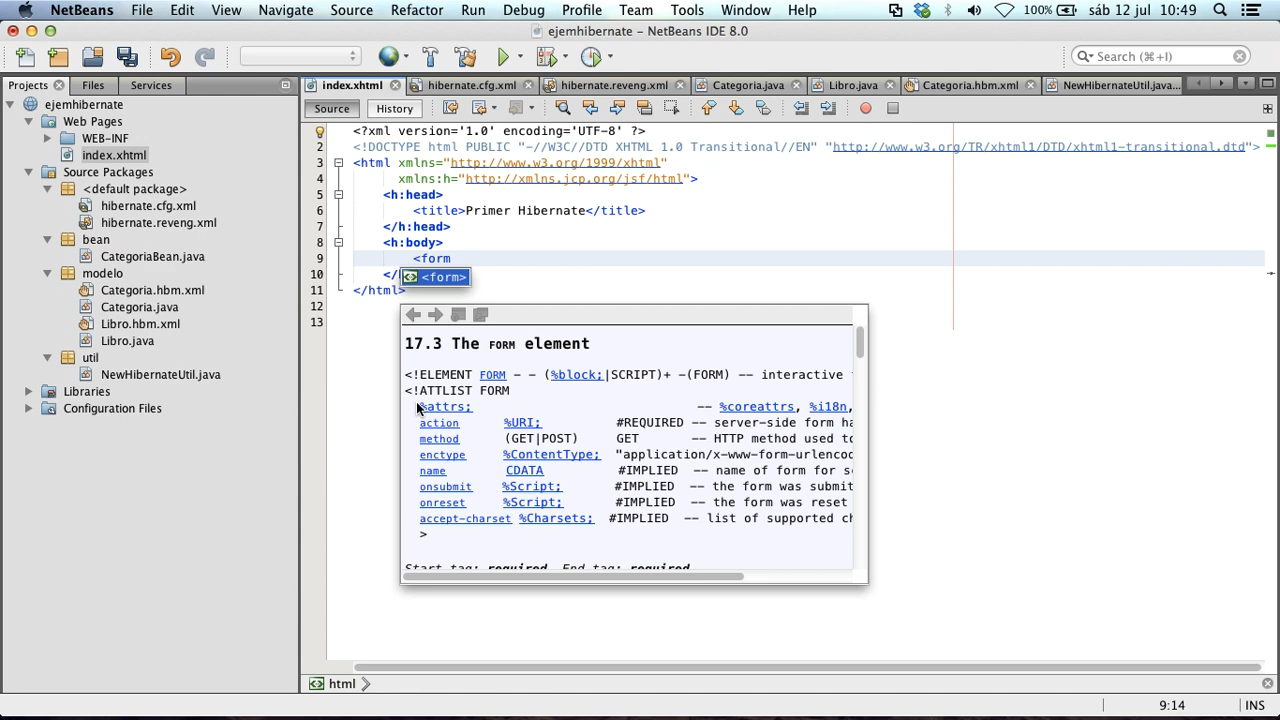 NetBeans File Edit View Navigate Source Refactor Run Debug Profile Team Tools Window Help 100% sáb 12 jul 10:49
ejemhibernate – NetBeans IDE 8.0
Search (⌘+I)
Projects Files Services
index.xhtml hibernate.cfg.xml hibernate.reveng.xml Categoria.java Libro.java Categoria.hbm.xml NewHibernateUtil.java...
Source History
ejemhibernate
Web Pages
WEB-INF
index.xhtml
Source Packages
<default package>
hibernate.cfg.xml
hibernate.reveng.xml
bean
CategoriaBean.java
modelo
Categoria.hbm.xml
Categoria.java
Libro.hbm.xml
Libro.java
util
NewHibernateUtil.java
Libraries
Configuration Files
1 <?xml version='1.0' encoding='UTF-8' ?>
2 <!DOCTYPE html PUBLIC "-//W3C//DTD XHTML 1.0 Transitional//EN" "http://www.w3.org/TR/xhtml1/DTD/xhtml1-transitional.dtd">
3 <html xmlns="http://www.w3.org/1999/xhtml"
4 xmlns:h="http://xmlns.jcp.org/jsf/html">
5 <h:head>
6 <title>Primer Hibernate</title>
7 </h:head>
8 <h:body>
9 <form
10 </
<form>
11 </html>
12
13
17.3 The FORM element
<!ELEMENT FORM - - (%block;|SCRIPT)+ -(FORM) -- interactive
<!ATTLIST FORM
%attrs; -- %coreattrs, %i18n,
action %URI; #REQUIRED -- server-side form ha
method (GET|POST) GET -- HTTP method used to
enctype %ContentType; "application/x-www-form-urlencod
name CDATA #IMPLIED -- name of form for sc
onsubmit %Script; #IMPLIED -- the form was submit
onreset %Script; #IMPLIED -- the form was reset
accept-charset %Charsets; #IMPLIED -- list of supported ch
>
Start tag: required, End tag: required
html
9:14 INS